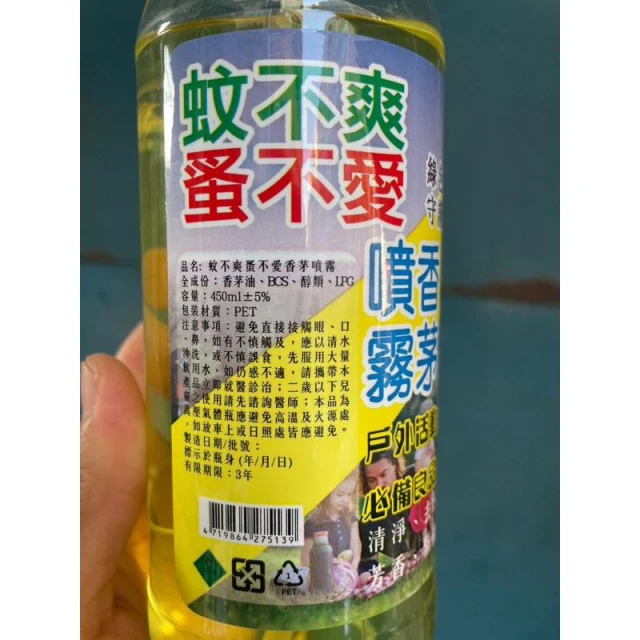 蚊不爽
蚤不愛
綠
守
香茅
噴霧
戶外活動
必備良
清淨、
芳香
品名: 蚊不爽蚤不愛香茅噴霧
全成份：香茅油、BCS、醇類、LPG
容量：450ml±5%
包裝材質：PET
注意事項：避免直接接觸眼、口
、鼻，如有不慎觸及，應以清水
沖洗，或不慎誤食，先服用大量
飲用水，如仍感不適，請攜帶本
產品立即就醫診治；二歲以下兒
童之使用請先諮詢醫師；本品為
高壓氣體瓶應避免高溫及火源處
，如放車上或日照處皆應避免。
製造日期/批號：
標示於瓶身 (年/月/日)
有限期限：3年
4719864275139
1
PET